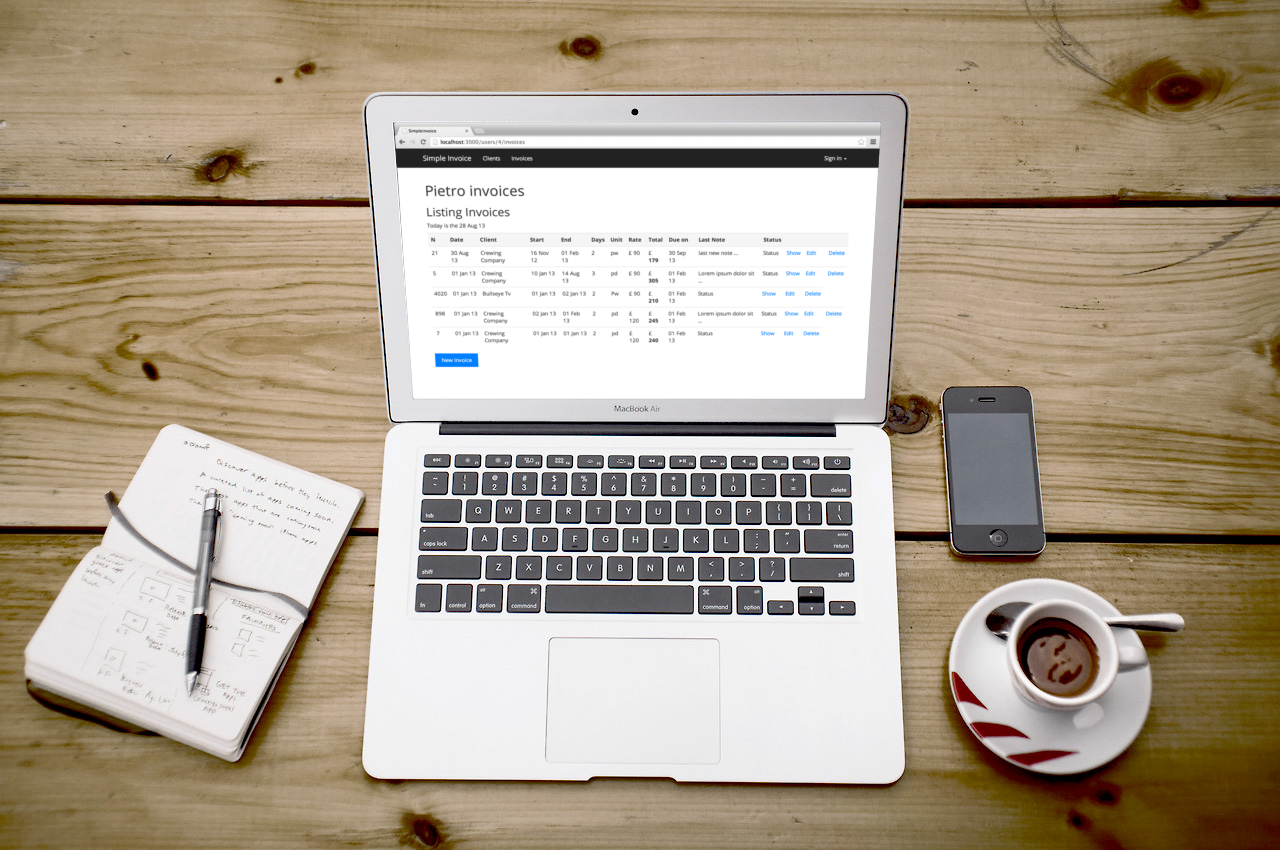 SimpleInvoice
localhost:3000/users/4/invoices
Simple Invoice Clients Invoices Sign in
Pietro invoices
Listing Invoices
Today is the 28 Aug 13
N Date Client Start End Days Unit Rate Total Due on Last Note Status
21 30 Aug 13 Crewing Company 16 Nov 12 01 Feb 13 2 pw £ 90 £ 179 30 Sep 13 last new note ... Status Show Edit Delete
5 01 Jan 13 Crewing Company 10 Jan 13 14 Aug 13 3 pd £ 90 £ 305 01 Feb 13 Lorem ipsum dolor sit ... Status Show Edit Delete
4020 01 Jan 13 Bullseye Tv 01 Jan 13 02 Jan 13 2 Pw £ 90 £ 210 01 Feb 13 Status Show Edit Delete
898 01 Jan 13 Crewing Company 02 Jan 13 01 Feb 13 2 pd £ 120 £ 245 01 Feb 13 Lorem ipsum dolor sit ... Status Show Edit Delete
7 01 Jan 13 Crewing Company 01 Jan 13 01 Jan 13 2 pd £ 120 £ 240 01 Feb 13 Status Show Edit Delete
New Invoice
MacBook Air
esc
~ ! @ # $ % ^ & * ( ) _ +
\` 1 2 3 4 5 6 7 8 9 0 - = delete
tab Q W E R T Y U I O P { [ } ] | \
caps lock A S D F G H J K L : ; " ' enter return
shift Z X C V B N M < , > . ? / shift
fn control alt option ⌘ command ⌘ command alt option
Discover apps before they launch.
A curated list of apps coming soon.
apps that are coming
"coming soon" iPhone apps
FAVORITES
GET THE
APP